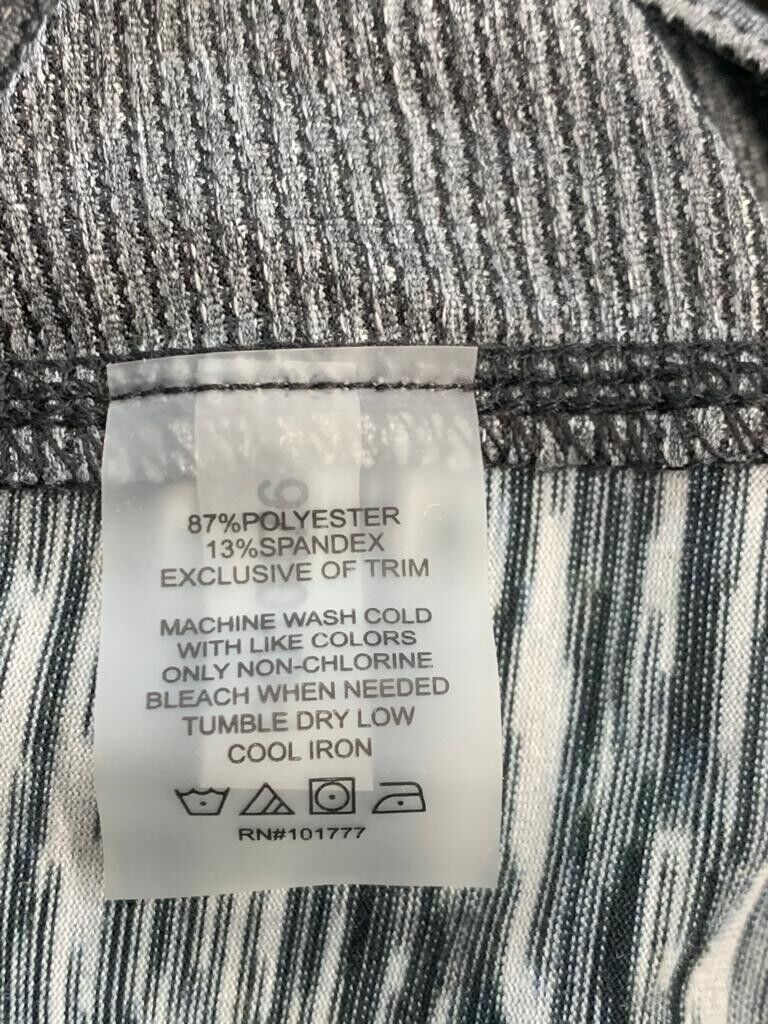 87%POLYESTER
13%SPANDEX
EXCLUSIVE OF TRIM
MACHINE WASH COLD
WITH LIKE COLORS
ONLY NON-CHLORINE
BLEACH WHEN NEEDED
TUMBLE DRY LOW
COOL IRON
RN#101777